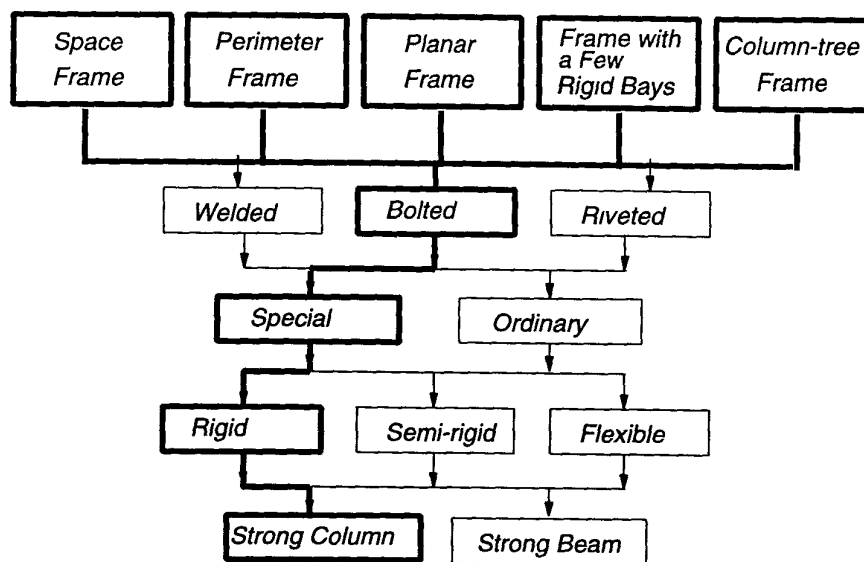 Space
Frame
Perimeter
Frame
Planar
Frame
Frame with
a Few
Rigid Bays
Column-tree
Frame
Welded
Bolted
Riveted
Special
Ordinary
Rigid
Semi-rigid
Flexible
Strong Column
Strong Beam